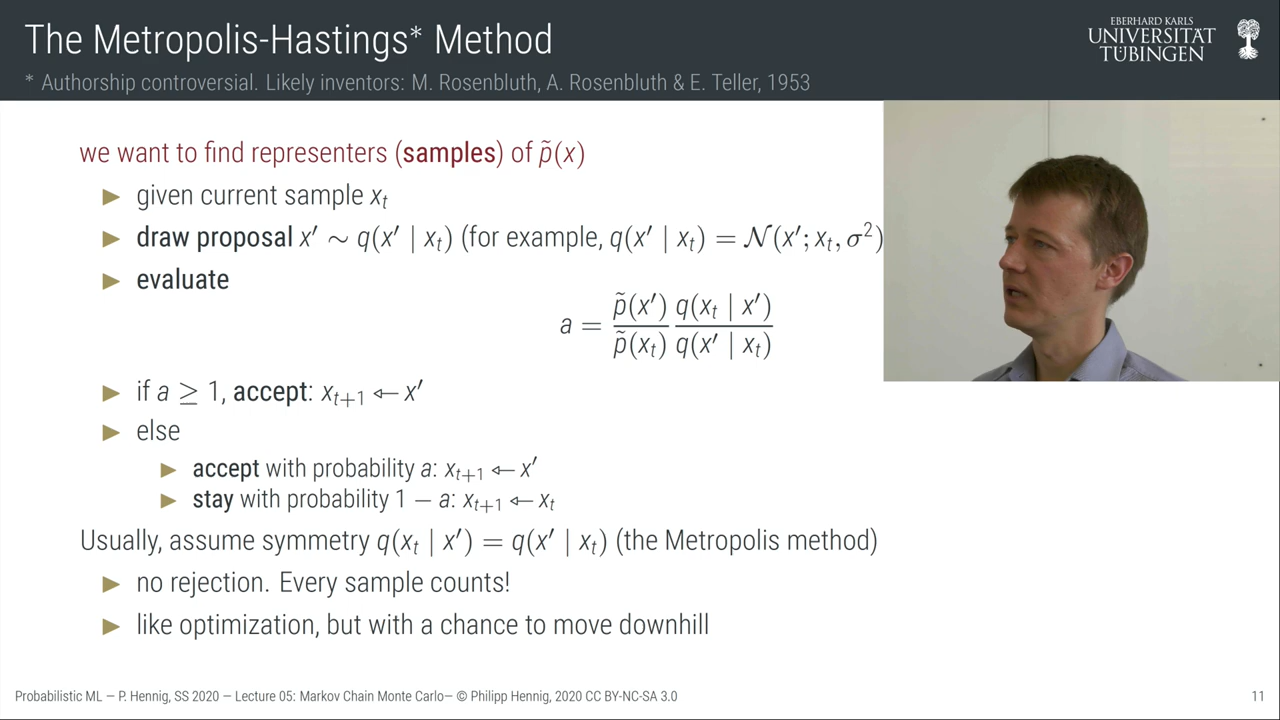 The Metropolis-Hastings* Method
* Authorship controversial. Likely inventors: M. Rosenbluth, A. Rosenbluth & E. Teller, 1953
EBERHARD KARLS
UNIVERSITÄT
TÜBINGEN
we want to find representers (samples) of p̃(x)
▶ given current sample xₜ
▶ draw proposal x′ ∼ q(x′ | xₜ) (for example, q(x′ | xₜ) = 𝒩(x′; xₜ, σ²)
▶ evaluate
a = p̃(x′)/p̃(xₜ) q(xₜ | x′)/q(x′ | xₜ)
▶ if a ≥ 1, accept: xₜ₊₁ ← x′
▶ else
▶ accept with probability a: xₜ₊₁ ← x′
▶ stay with probability 1 − a: xₜ₊₁ ← xₜ
Usually, assume symmetry q(xₜ | x′) = q(x′ | xₜ) (the Metropolis method)
▶ no rejection. Every sample counts!
▶ like optimization, but with a chance to move downhill
Probabilistic ML — P. Hennig, SS 2020 — Lecture 05: Markov Chain Monte Carlo— © Philipp Hennig, 2020 CC BY-NC-SA 3.0
11